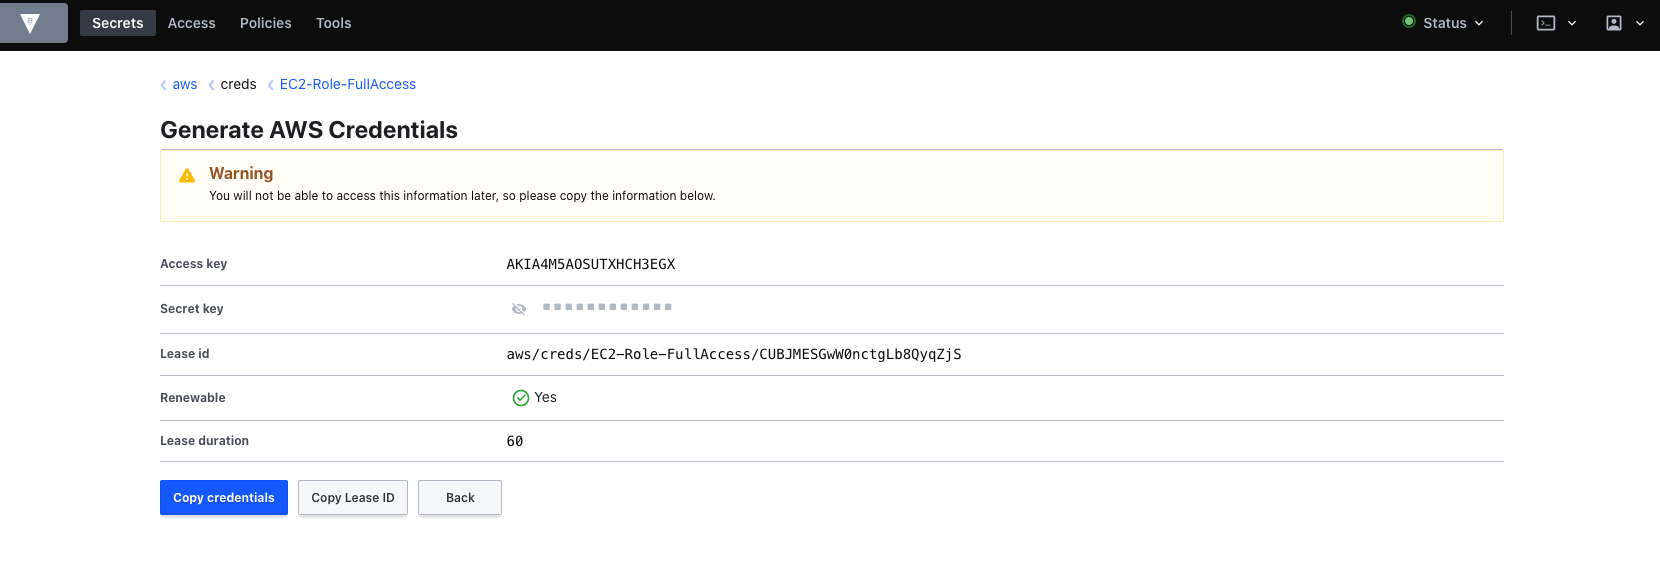 Secrets Access Policies Tools Status
aws creds EC2-Role-FullAccess
Generate AWS Credentials
Warning
You will not be able to access this information later, so please copy the information below.
Access key AKIA4M5AOSUTXHCH3EGX
Secret key
Lease id aws/creds/EC2-Role-FullAccess/CUBJMESGwW0nctgLb8QyqZjS
Renewable Yes
Lease duration 60
Copy credentials Copy Lease ID Back